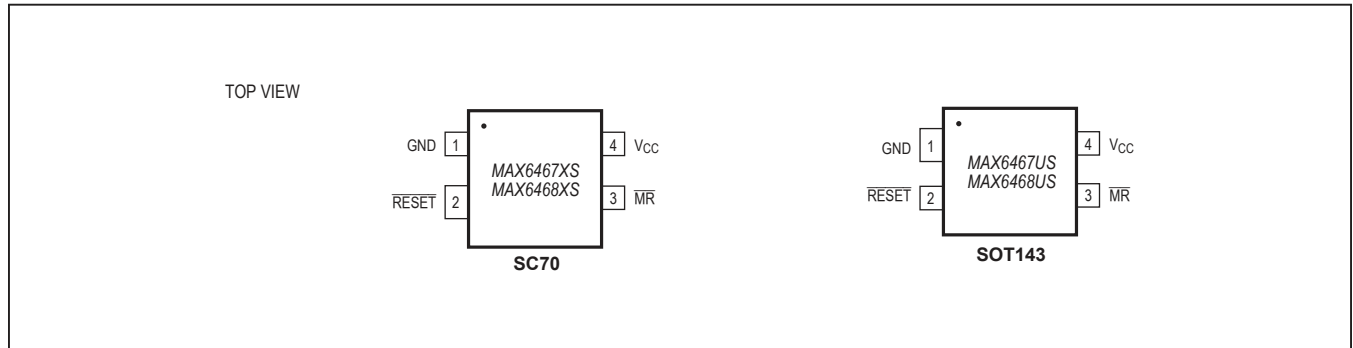 TOP VIEW
GND 1
4 VCC
MAX6467XS
MAX6468XS
RESET 2
3 MR
SC70
GND 1
4 VCC
MAX6467US
MAX6468US
RESET 2
3 MR
SOT143